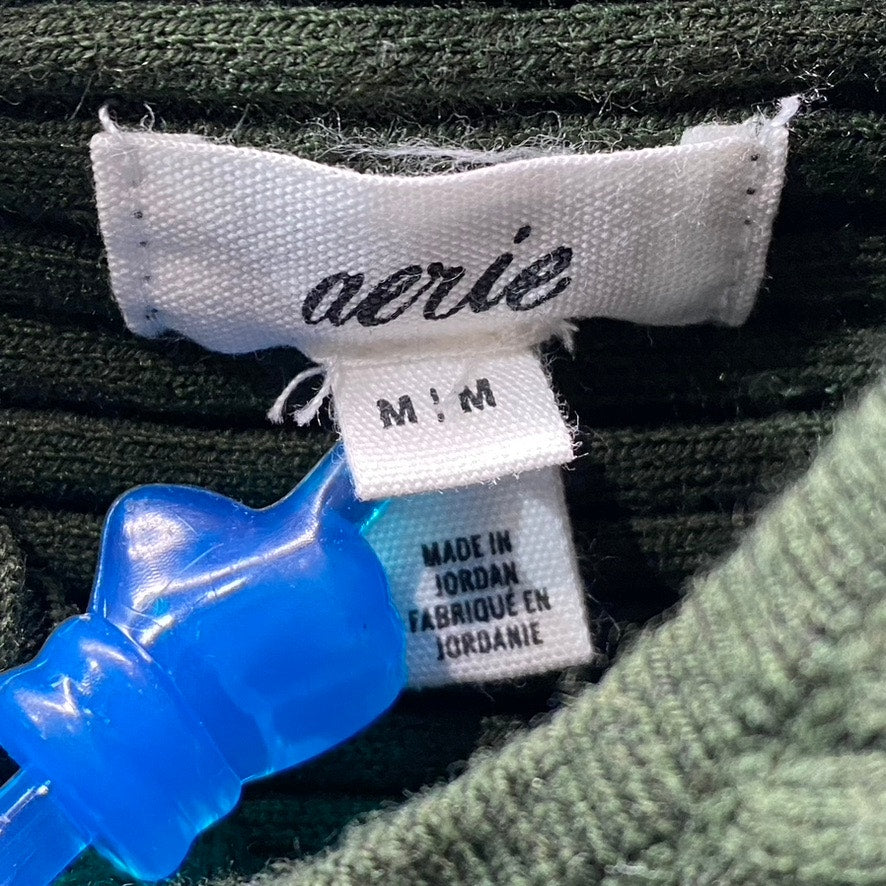 aerie
M ¦ M
MADE IN
JORDAN
FABRIQUÉ EN
JORDANIE